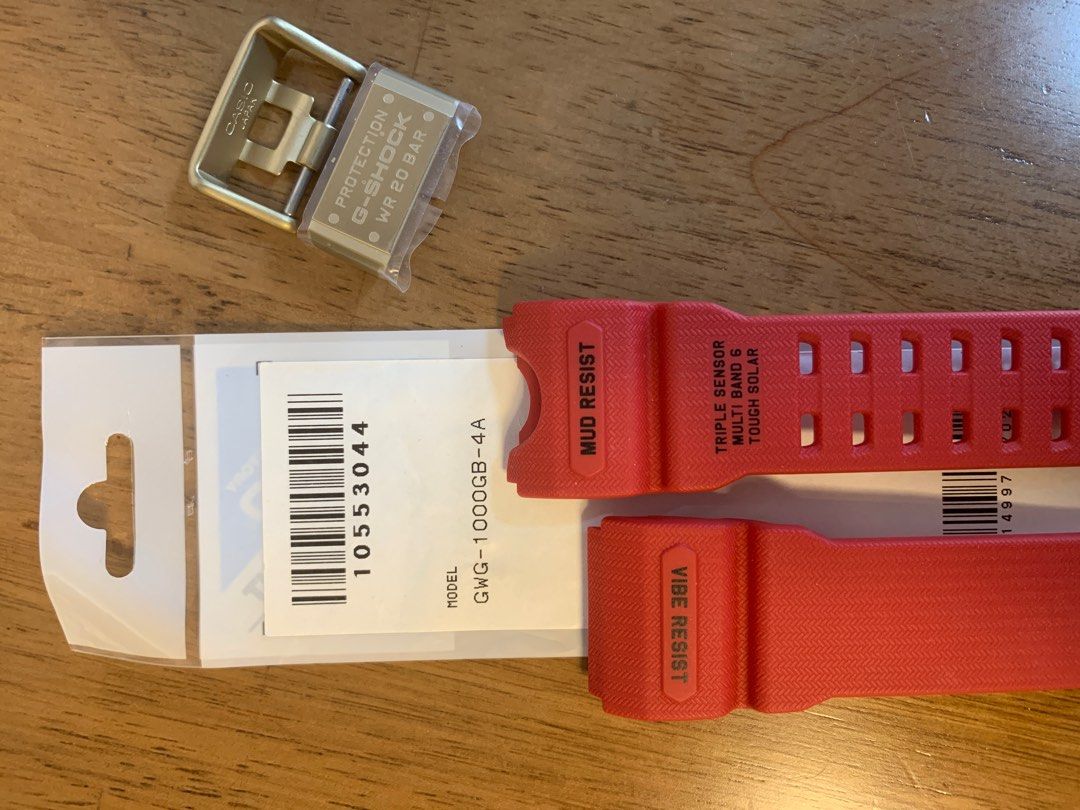 CASIO
JAPAN
PROTECTION
G-SHOCK
WR 20 BAR
10553044
MODEL
GWG-1000GB-4A
MUD RESIST
TRIPLE SENSOR
MULTI BAND 6
TOUGH SOLAR
14997
VIBE RESIST